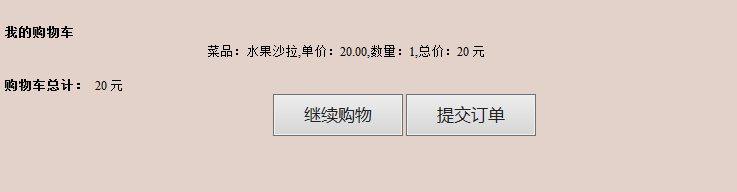 我的购物车
菜品：水果沙拉,单价：20.00,数量：1,总价：20 元
购物车总计： 20 元
继续购物 提交订单